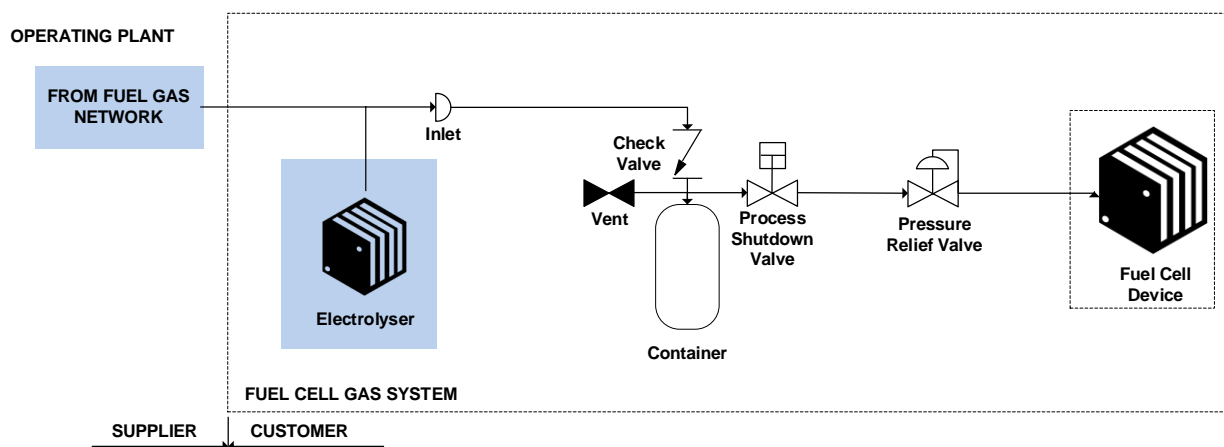 OPERATING PLANT
FROM FUEL GAS
NETWORK
Inlet
Electrolyser
Check
Valve
Vent
Process
Shutdown
Valve
Pressure
Relief Valve
Container
Fuel Cell
Device
FUEL CELL GAS SYSTEM
SUPPLIER
CUSTOMER